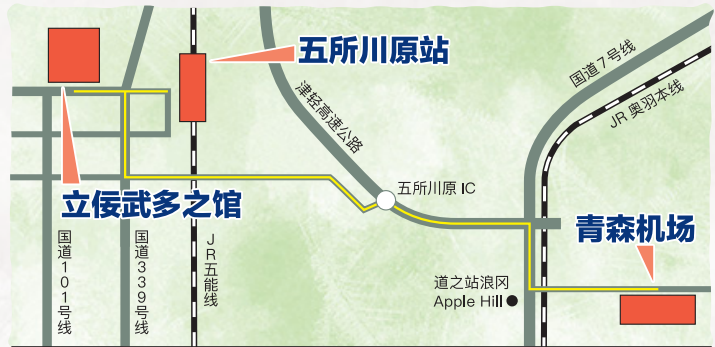 五所川原站
国道7号线
JR 奥羽本线
津轻高速公路
五所川原 IC
立佞武多之馆
青森机场
国道101号线
国道339号线
JR五能线
道之站浪冈
Apple Hill